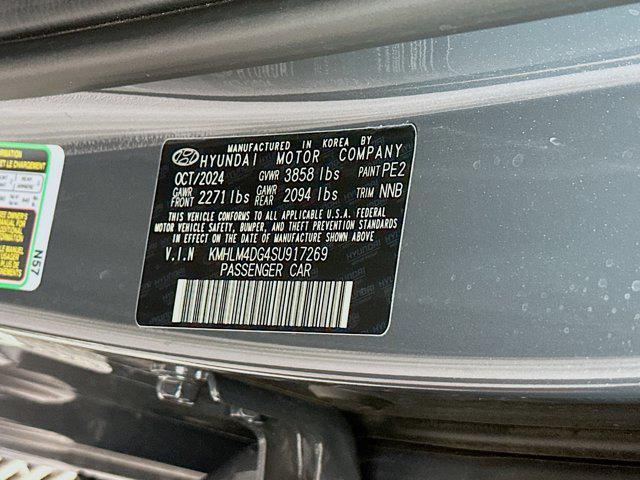 MANUFACTURED IN KOREA BY
HYUNDAI MOTOR COMPANY
OCT/2024 GVWR 3858 lbs PAINT PE2
GAWR FRONT 2271 lbs GAWR REAR 2094 lbs TRIM NNB
THIS VEHICLE CONFORMS TO ALL APPLICABLE U.S.A. FEDERAL
MOTOR VEHICLE SAFETY, BUMPER, AND THEFT PREVENTION STANDARDS
IN EFFECT ON THE DATE OF MANUFACTURE SHOWN ABOVE.
V.I.N KMHLM4DG4SU917269
PASSENGER CAR
N57